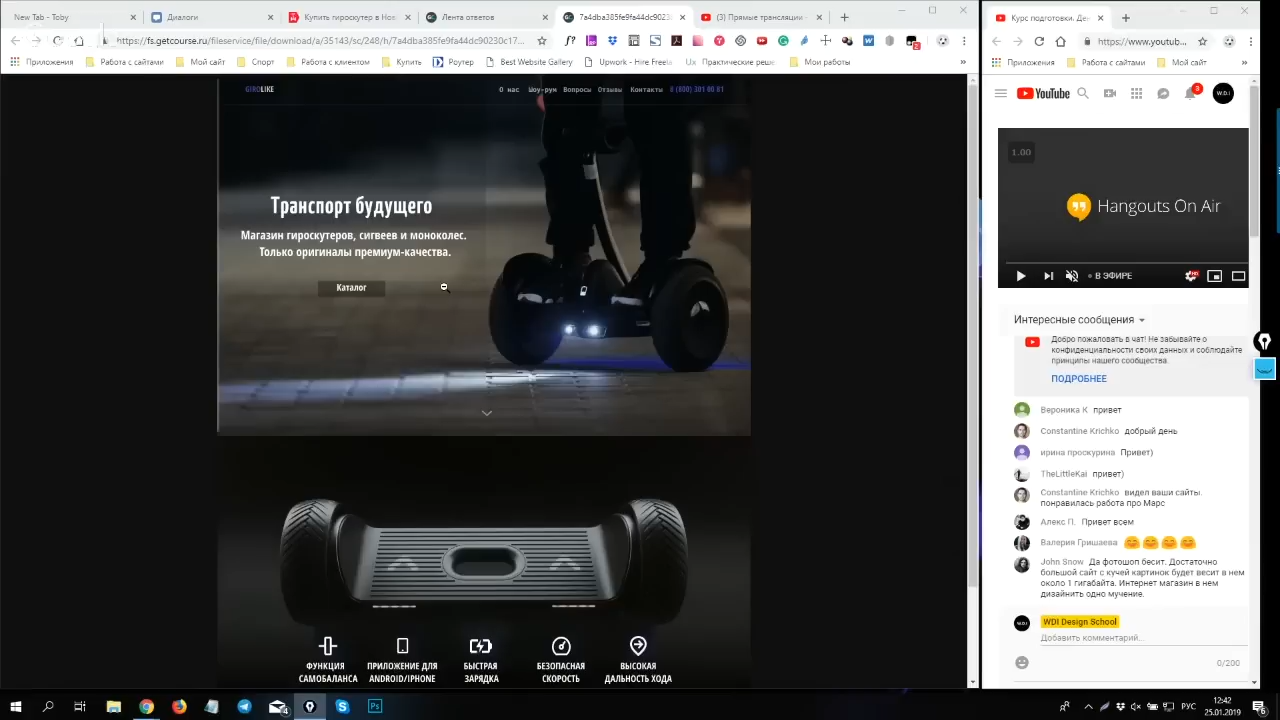 New Tab - Toby
Диалоги
Купить гироскутер в Нов
Лента ответов
7a4dba385fe9fa44dc9023
(3) Прямые трансляции -
https://fs.getcourse.ru/fileservice/file/download/a/35143/sc/248/h/7a4dba385fe9fa44dc90230c17...
Приложения
Работа с сайтами
Мой сайт
Спорт
Работа с клиентом
Купить
Роутер
Best Website Gallery
Upwork - Hire Freela
Ux Практические реше
Мои работы
GIROLIKE
О нас
Шоу-рум
Вопросы
Отзывы
Контакты
8 (800) 301 00 81
Транспорт будущего
Магазин гироскутеров, сигвеев и моноколес.
Только оригиналы премиум-качества.
Каталог
ФУНКЦИЯ
САМОБАЛАНСА
ПРИЛОЖЕНИЕ ДЛЯ
ANDROID/IPHONE
БЫСТРАЯ
ЗАРЯДКА
БЕЗОПАСНАЯ
СКОРОСТЬ
ВЫСОКАЯ
ДАЛЬНОСТЬ ХОДА
Курс подготовки. Ден
https://www.youtub...
Приложения
Работа с сайтами
Мой сайт
YouTube
3
W.D.I
1.00
Hangouts On Air
В ЭФИРЕ
Интересные сообщения
Добро пожаловать в чат! Не забывайте о
конфиденциальности своих данных и соблюдайте
принципы нашего сообщества.
ПОДРОБНЕЕ
Вероника К привет
Constantine Krichko добрый день
ирина проскурина Привет)
TheLittleKai привет)
Constantine Krichko видел ваши сайты.
понравилась работа про Марс
Алекс П. Привет всем
Валерия Гришаева
John Snow Да фотошоп бесит. Достаточно
большой сайт с кучей картинок будет весит в нем
около 1 гигабайта. Интернет магазин в нем
дизайнить одно мучение.
WDI Design School
Добавить комментарий...
0/200
РУС
12:42
25.01.2019